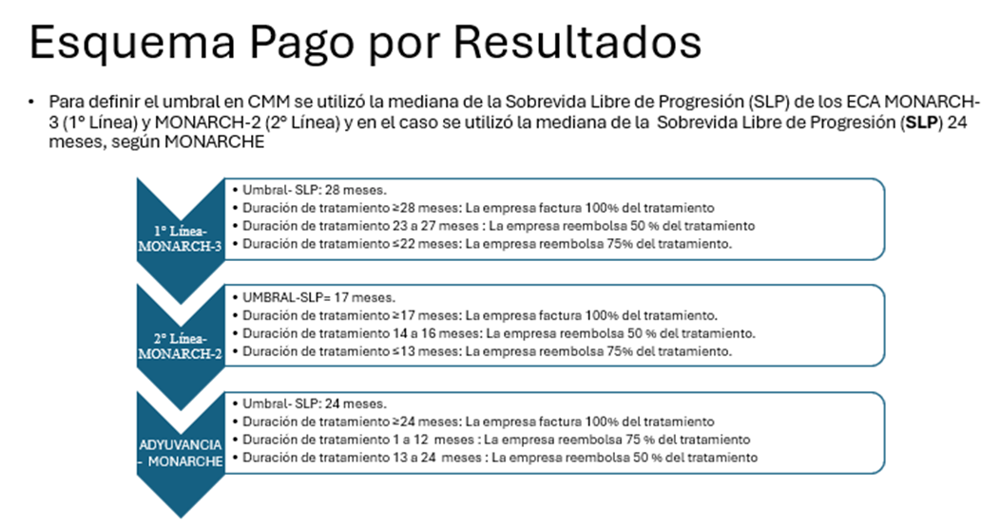 Esquema Pago por Resultados
• Para definir el umbral en CMM se utilizó la mediana de la Sobrevida Libre de Progresión (SLP) de los ECA MONARCH-
3 (1° Línea) y MONARCH-2 (2° Línea) y en el caso se utilizó la mediana de la Sobrevida Libre de Progresión (SLP) 24
meses, según MONARCHE
1° Línea-
MONARCH-3
• Umbral- SLP: 28 meses.
• Duración de tratamiento ≥28 meses: La empresa factura 100% del tratamiento
• Duración de tratamiento 23 a 27 meses : La empresa reembolsa 50 % del tratamiento
• Duración de tratamiento ≤22 meses: La empresa reembolsa 75% del tratamiento.
2° Línea-
MONARCH-2
• UMBRAL-SLP= 17 meses.
• Duración de tratamiento ≥17 meses: La empresa factura 100% del tratamiento.
• Duración de tratamiento 14 a 16 meses: La empresa reembolsa 50 % del tratamiento.
• Duración de tratamiento ≤13 meses: La empresa reembolsa 75% del tratamiento.
ADYUVANCIA
- MONARCHE
• Umbral- SLP: 24 meses.
• Duración de tratamiento ≥24 meses: La empresa factura 100% del tratamiento
• Duración de tratamiento 1 a 12 meses : La empresa reembolsa 75 % del tratamiento
• Duración de tratamiento 13 a 24 meses : La empresa reembolsa 50 % del tratamiento